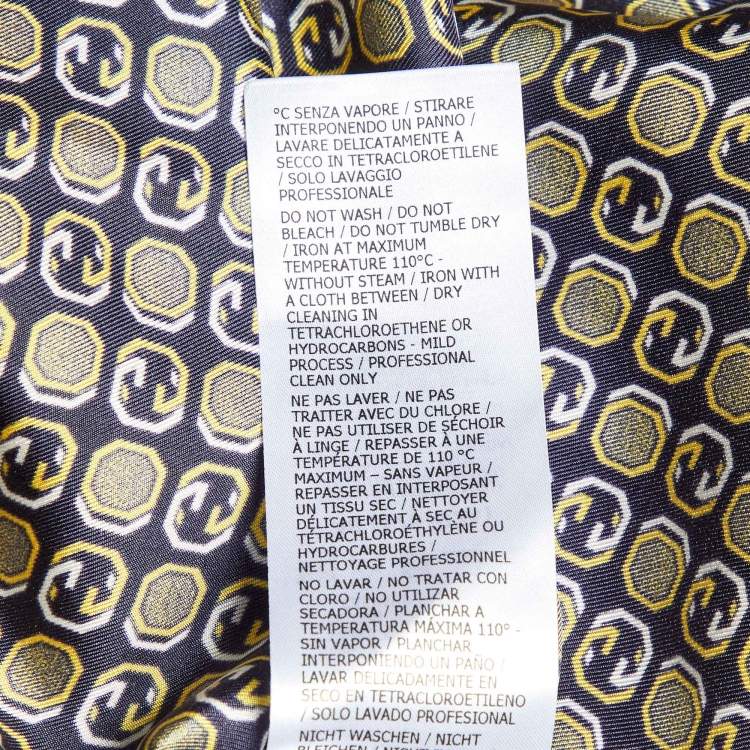 °C SENZA VAPORE / STIRARE
INTERPONENDO UN PANNO /
LAVARE DELICATAMENTE A
SECCO IN TETRACLOROETILENE
/ SOLO LAVAGGIO
PROFESSIONALE
DO NOT WASH / DO NOT
BLEACH / DO NOT TUMBLE DRY
/ IRON AT MAXIMUM
TEMPERATURE 110°C -
WITHOUT STEAM / IRON WITH
A CLOTH BETWEEN / DRY
CLEANING IN
TETRACHLOROETHENE OR
HYDROCARBONS - MILD
PROCESS / PROFESSIONAL
CLEAN ONLY
NE PAS LAVER / NE PAS
TRAITER AVEC DU CHLORE /
NE PAS UTILISER DE SÉCHOIR
À LINGE / REPASSER À UNE
TEMPÉRATURE DE 110 °C
MAXIMUM – SANS VAPEUR /
REPASSER EN INTERPOSANT
UN TISSU SEC / NETTOYER
DÉLICATEMENT À SEC AU
TÉTRACHLOROÉTHYLÈNE OU
HYDROCARBURES /
NETTOYAGE PROFESSIONNEL
NO LAVAR / NO TRATAR CON
CLORO / NO UTILIZAR
SECADORA / PLANCHAR A
TEMPERATURA MÁXIMA 110° -
SIN VAPOR / PLANCHAR
INTERPONIENDO UN PAÑO /
LAVAR DELICADAMENTE EN
SECO EN TETRACLOROETILENO
/ SOLO LAVADO PROFESIONAL
NICHT WASCHEN / NICHT
BLEICHEN / NICHT